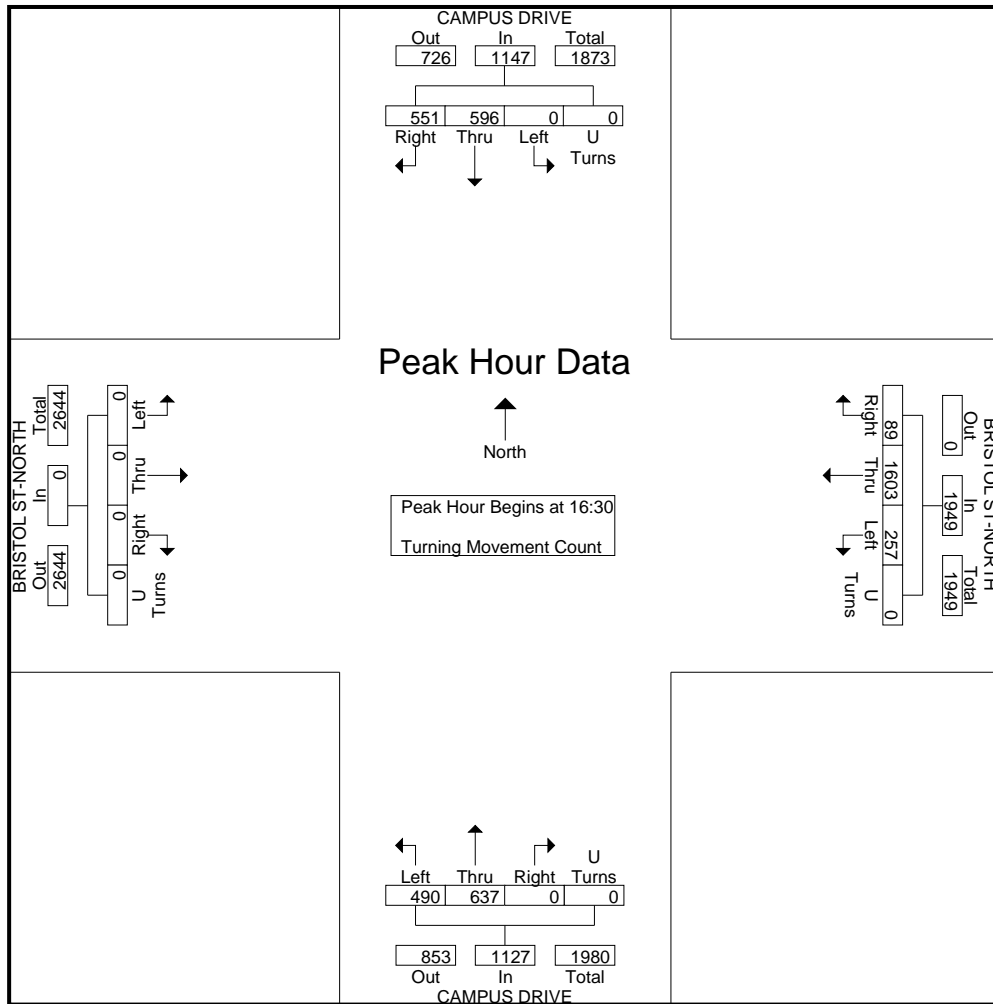 CAMPUS DRIVE
Out In Total
726 1147 1873
551 596 0 0
Right Thru Left U Turns
Peak Hour Data
North
Peak Hour Begins at 16:30
Turning Movement Count
BRISTOL ST-NORTH
Total In Out
2644 0 2644
0 0 0 0
Left Thru Right U Turns
BRISTOL ST-NORTH
Out In Total
0 1949 1949
89 1603 257 0
Right Thru Left U Turns
Left Thru Right U Turns
490 637 0 0
853 1127 1980
Out In Total
CAMPUS DRIVE